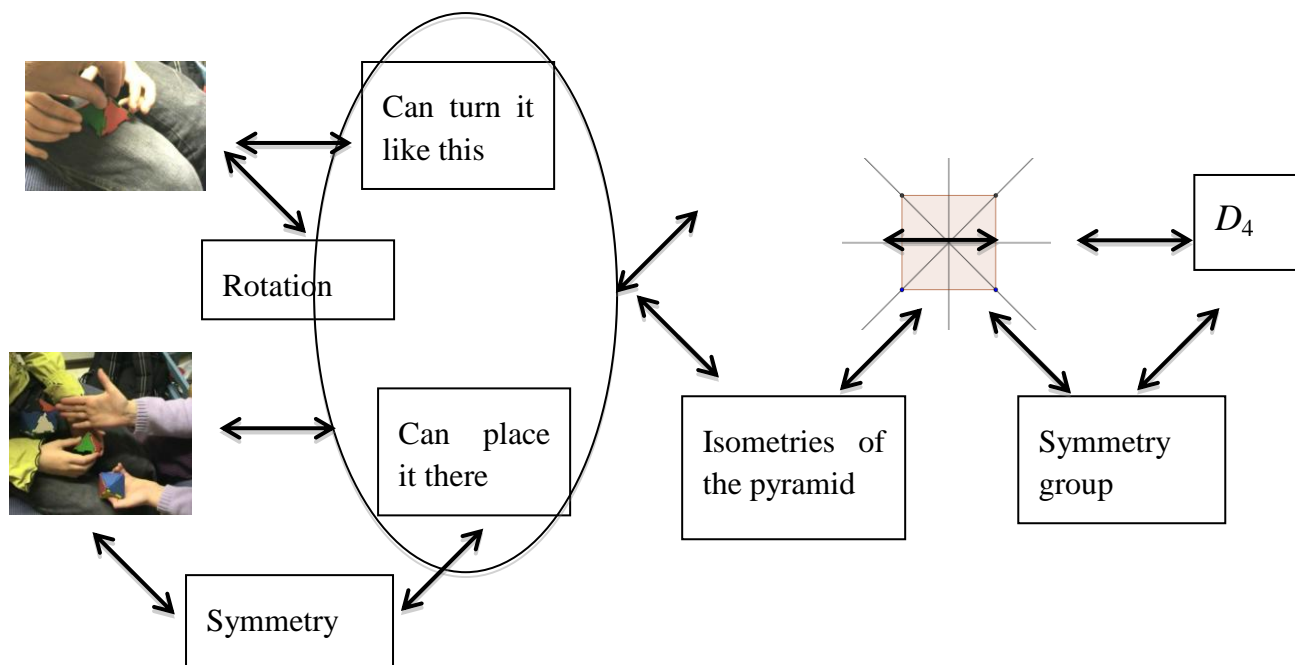 Can turn it
like this
Rotation
Can place
it there
Symmetry
Isometries of
the pyramid
Symmetry
group
D₄